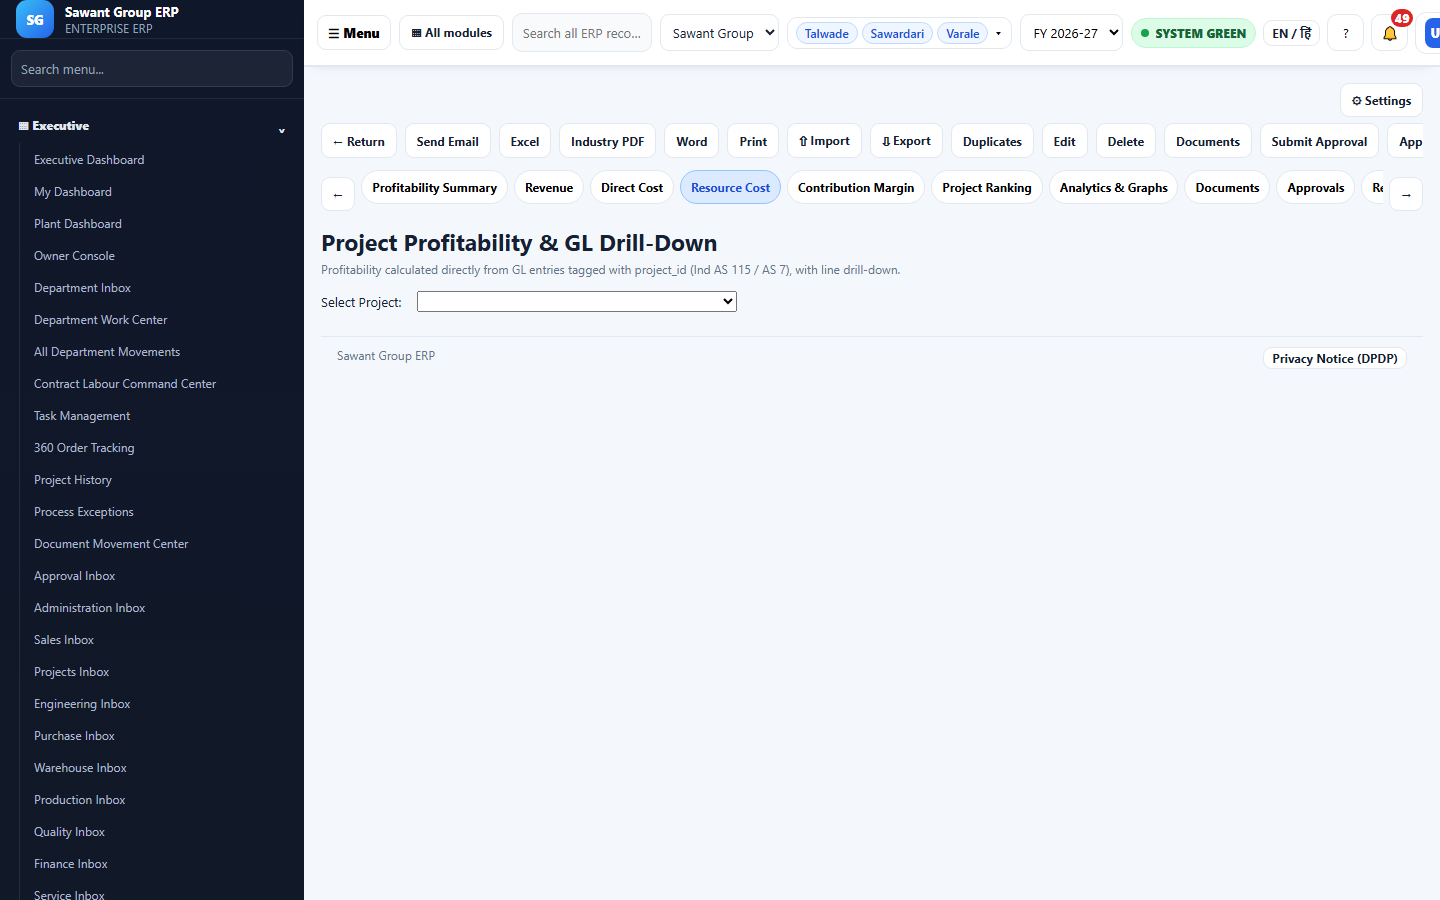 SG
Sawant Group ERP
ENTERPRISE ERP
Search menu...
Executive
Executive Dashboard
My Dashboard
Plant Dashboard
Owner Console
Department Inbox
Department Work Center
All Department Movements
Contract Labour Command Center
Task Management
360 Order Tracking
Project History
Process Exceptions
Document Movement Center
Approval Inbox
Administration Inbox
Sales Inbox
Projects Inbox
Engineering Inbox
Purchase Inbox
Warehouse Inbox
Production Inbox
Quality Inbox
Finance Inbox
Service Inbox
☰ Menu
All modules
Search all ERP reco...
Sawant Group
Talwade Sawardari Varale
FY 2026-27
SYSTEM GREEN
EN / हिं
?
49
U
⚙ Settings
← Return Send Email Excel Industry PDF Word Print ⇧ Import ⇩ Export Duplicates Edit Delete Documents Submit Approval App
← Profitability Summary Revenue Direct Cost Resource Cost Contribution Margin Project Ranking Analytics & Graphs Documents Approvals Re →
Project Profitability & GL Drill-Down
Profitability calculated directly from GL entries tagged with project_id (Ind AS 115 / AS 7), with line drill-down.
Select Project:
Sawant Group ERP
Privacy Notice (DPDP)